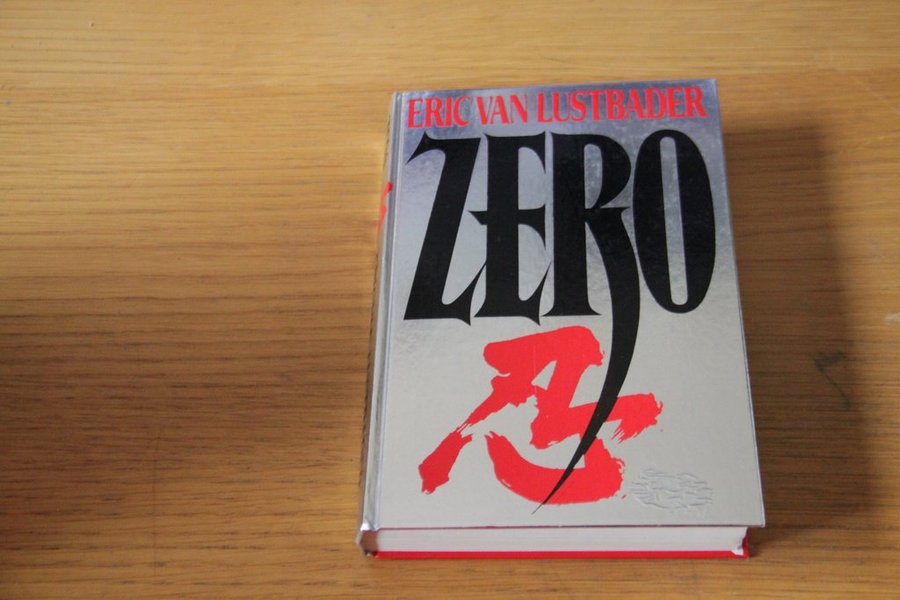 ERIC VAN LUSTBADER
ZERO
忍